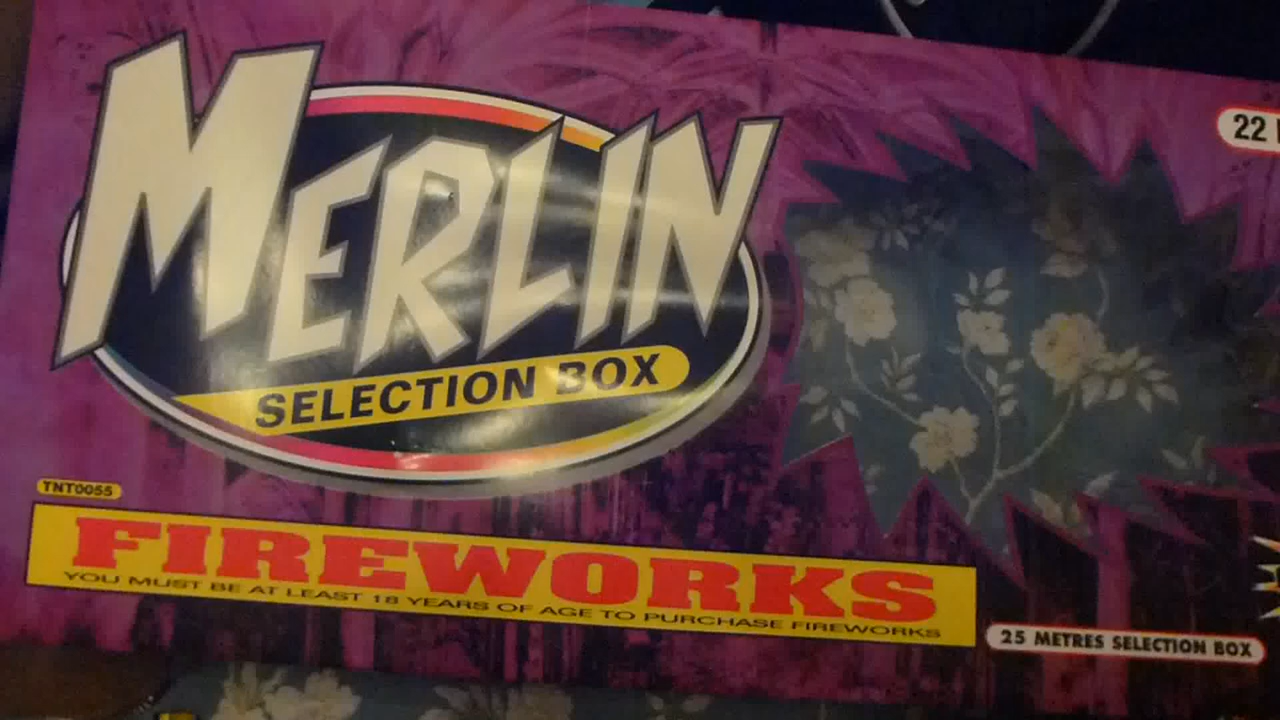 MERLIN
SELECTION BOX
22
TNT0055
FIREWORKS
YOU MUST BE AT LEAST 18 YEARS OF AGE TO PURCHASE FIREWORKS
25 METRES SELECTION BOX